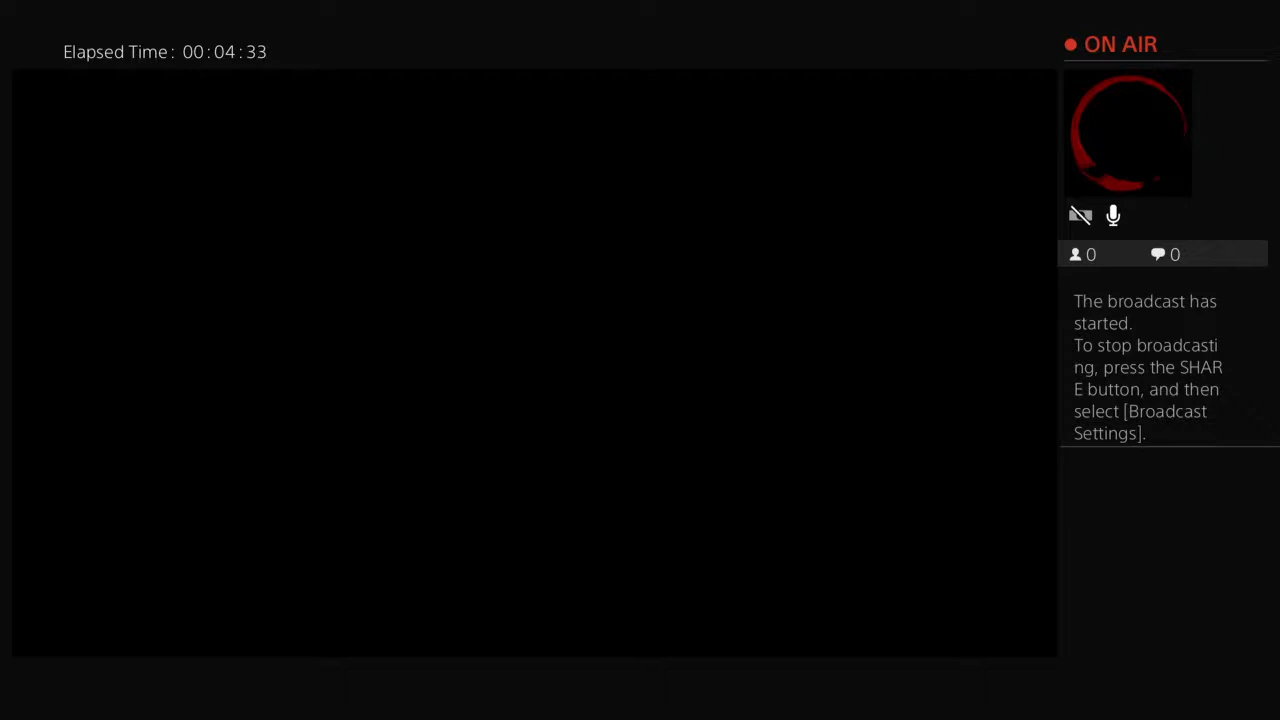 Elapsed Time: 00:04:33
ON AIR
0 0
The broadcast has
started.
To stop broadcasti
ng, press the SHAR
E button, and then
select [Broadcast
Settings].